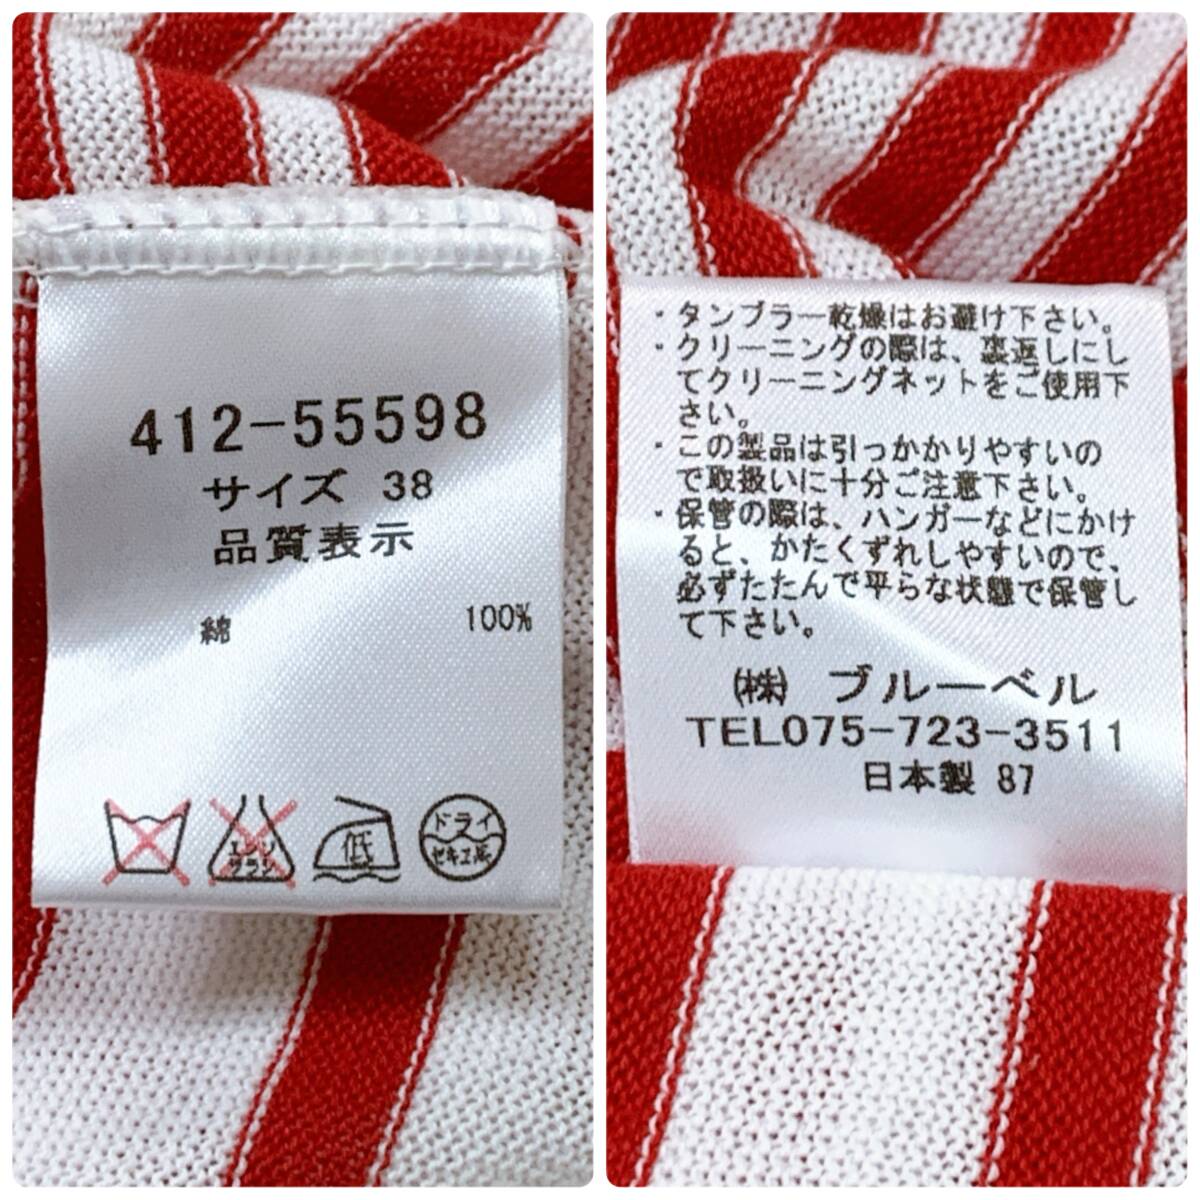 412-55598
サイズ 38
品質表示
綿 100%
エンソ
サラシ
低
ドライ
セキユ系
・タンブラー乾燥はお避け下さい。
・クリーニングの際は、裏返しにし
てクリーニングネットをご使用下
さい。
・この製品は引っかかりやすいの
で取扱いに十分ご注意下さい。
・保管の際は、ハンガーなどにかけ
ると、かたくずれしやすいので、
必ずたたんで平らな状態で保管し
て下さい。
㈱ ブルーベル
TEL075-723-3511
日本製 87